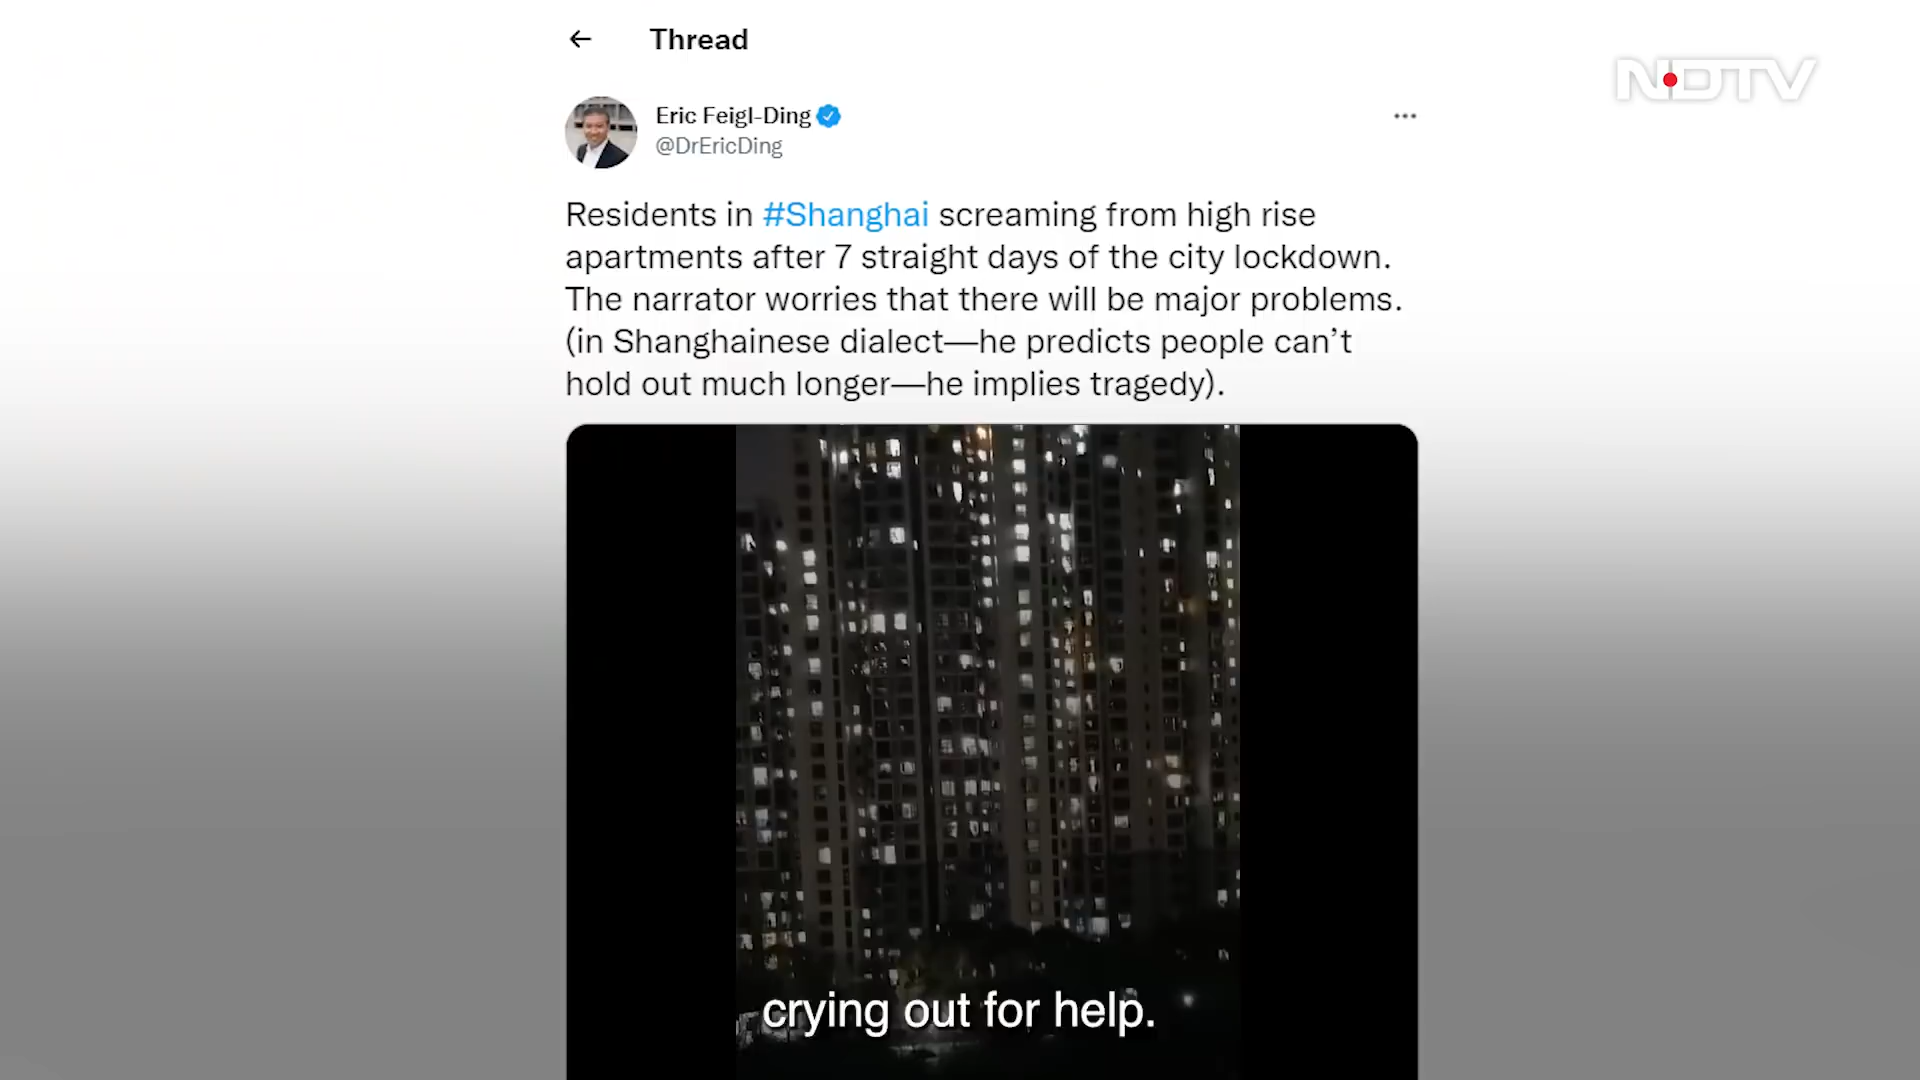 Thread
NDTV
Eric Feigl-Ding
@DrEricDing
Residents in #Shanghai screaming from high rise
apartments after 7 straight days of the city lockdown.
The narrator worries that there will be major problems.
(in Shanghainese dialect—he predicts people can’t
hold out much longer—he implies tragedy).
crying out for help.